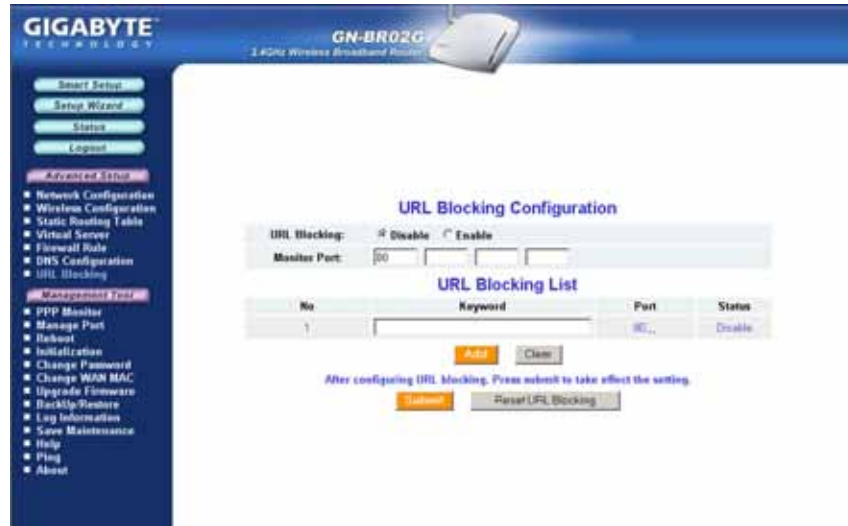 GIGABYTE
TECHNOLOGY
GN-BR02G
2.4GHz Wireless Broadband Router
Smart Setup
Setup Wizard
Status
Logout
Advanced Setup
Network Configuration
Wireless Configuration
Static Routing Table
Virtual Server
Firewall Rule
DNS Configuration
URL Blocking
Management Tool
PPP Monitor
Manage Port
Reboot
Initialization
Change Password
Change WAN MAC
Upgrade Firmware
BackUp/Restore
Log Information
Save Maintenance
Help
Ping
About
URL Blocking Configuration
URL Blocking: Disable Enable
Monitor Port: 80
URL Blocking List
No Keyword Port Status
1 80,,, Disable
Add Clear
After configuring URL blocking. Press submit to take effect the setting.
Submit Reset URL Blocking